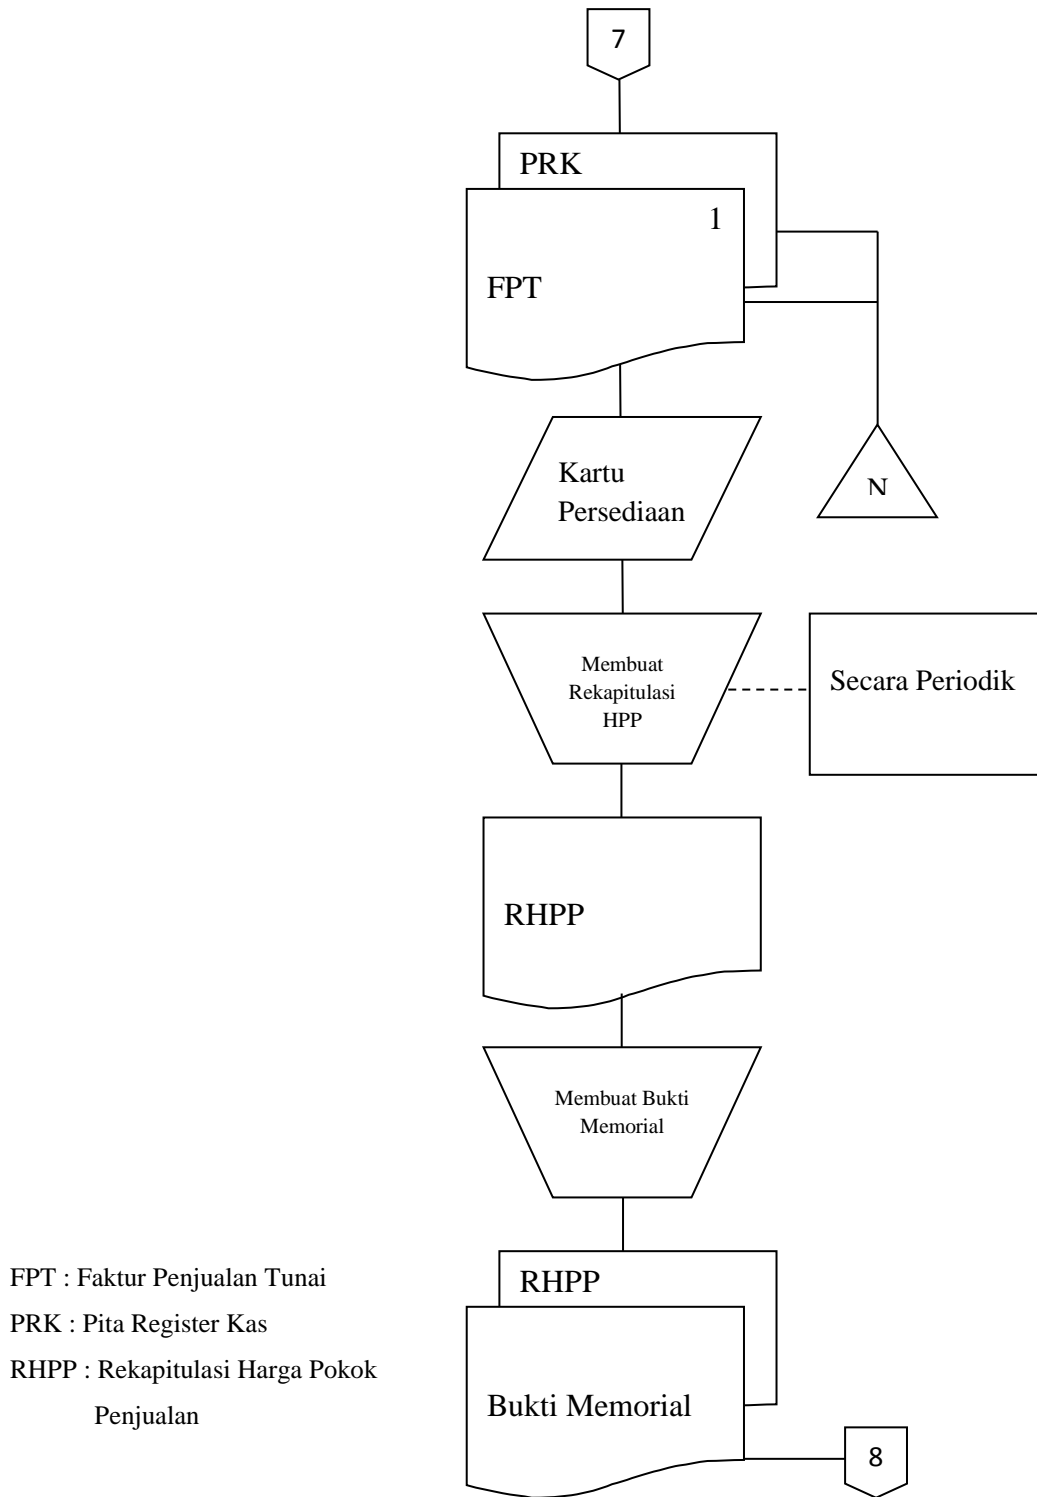 7
PRK
1
FPT
Kartu
Persediaan
N
Membuat
Rekapitulasi
HPP
Secara Periodik
RHPP
Membuat Bukti
Memorial
FPT : Faktur Penjualan Tunai
PRK : Pita Register Kas
RHPP : Rekapitulasi Harga Pokok
Penjualan
RHPP
Bukti Memorial
8